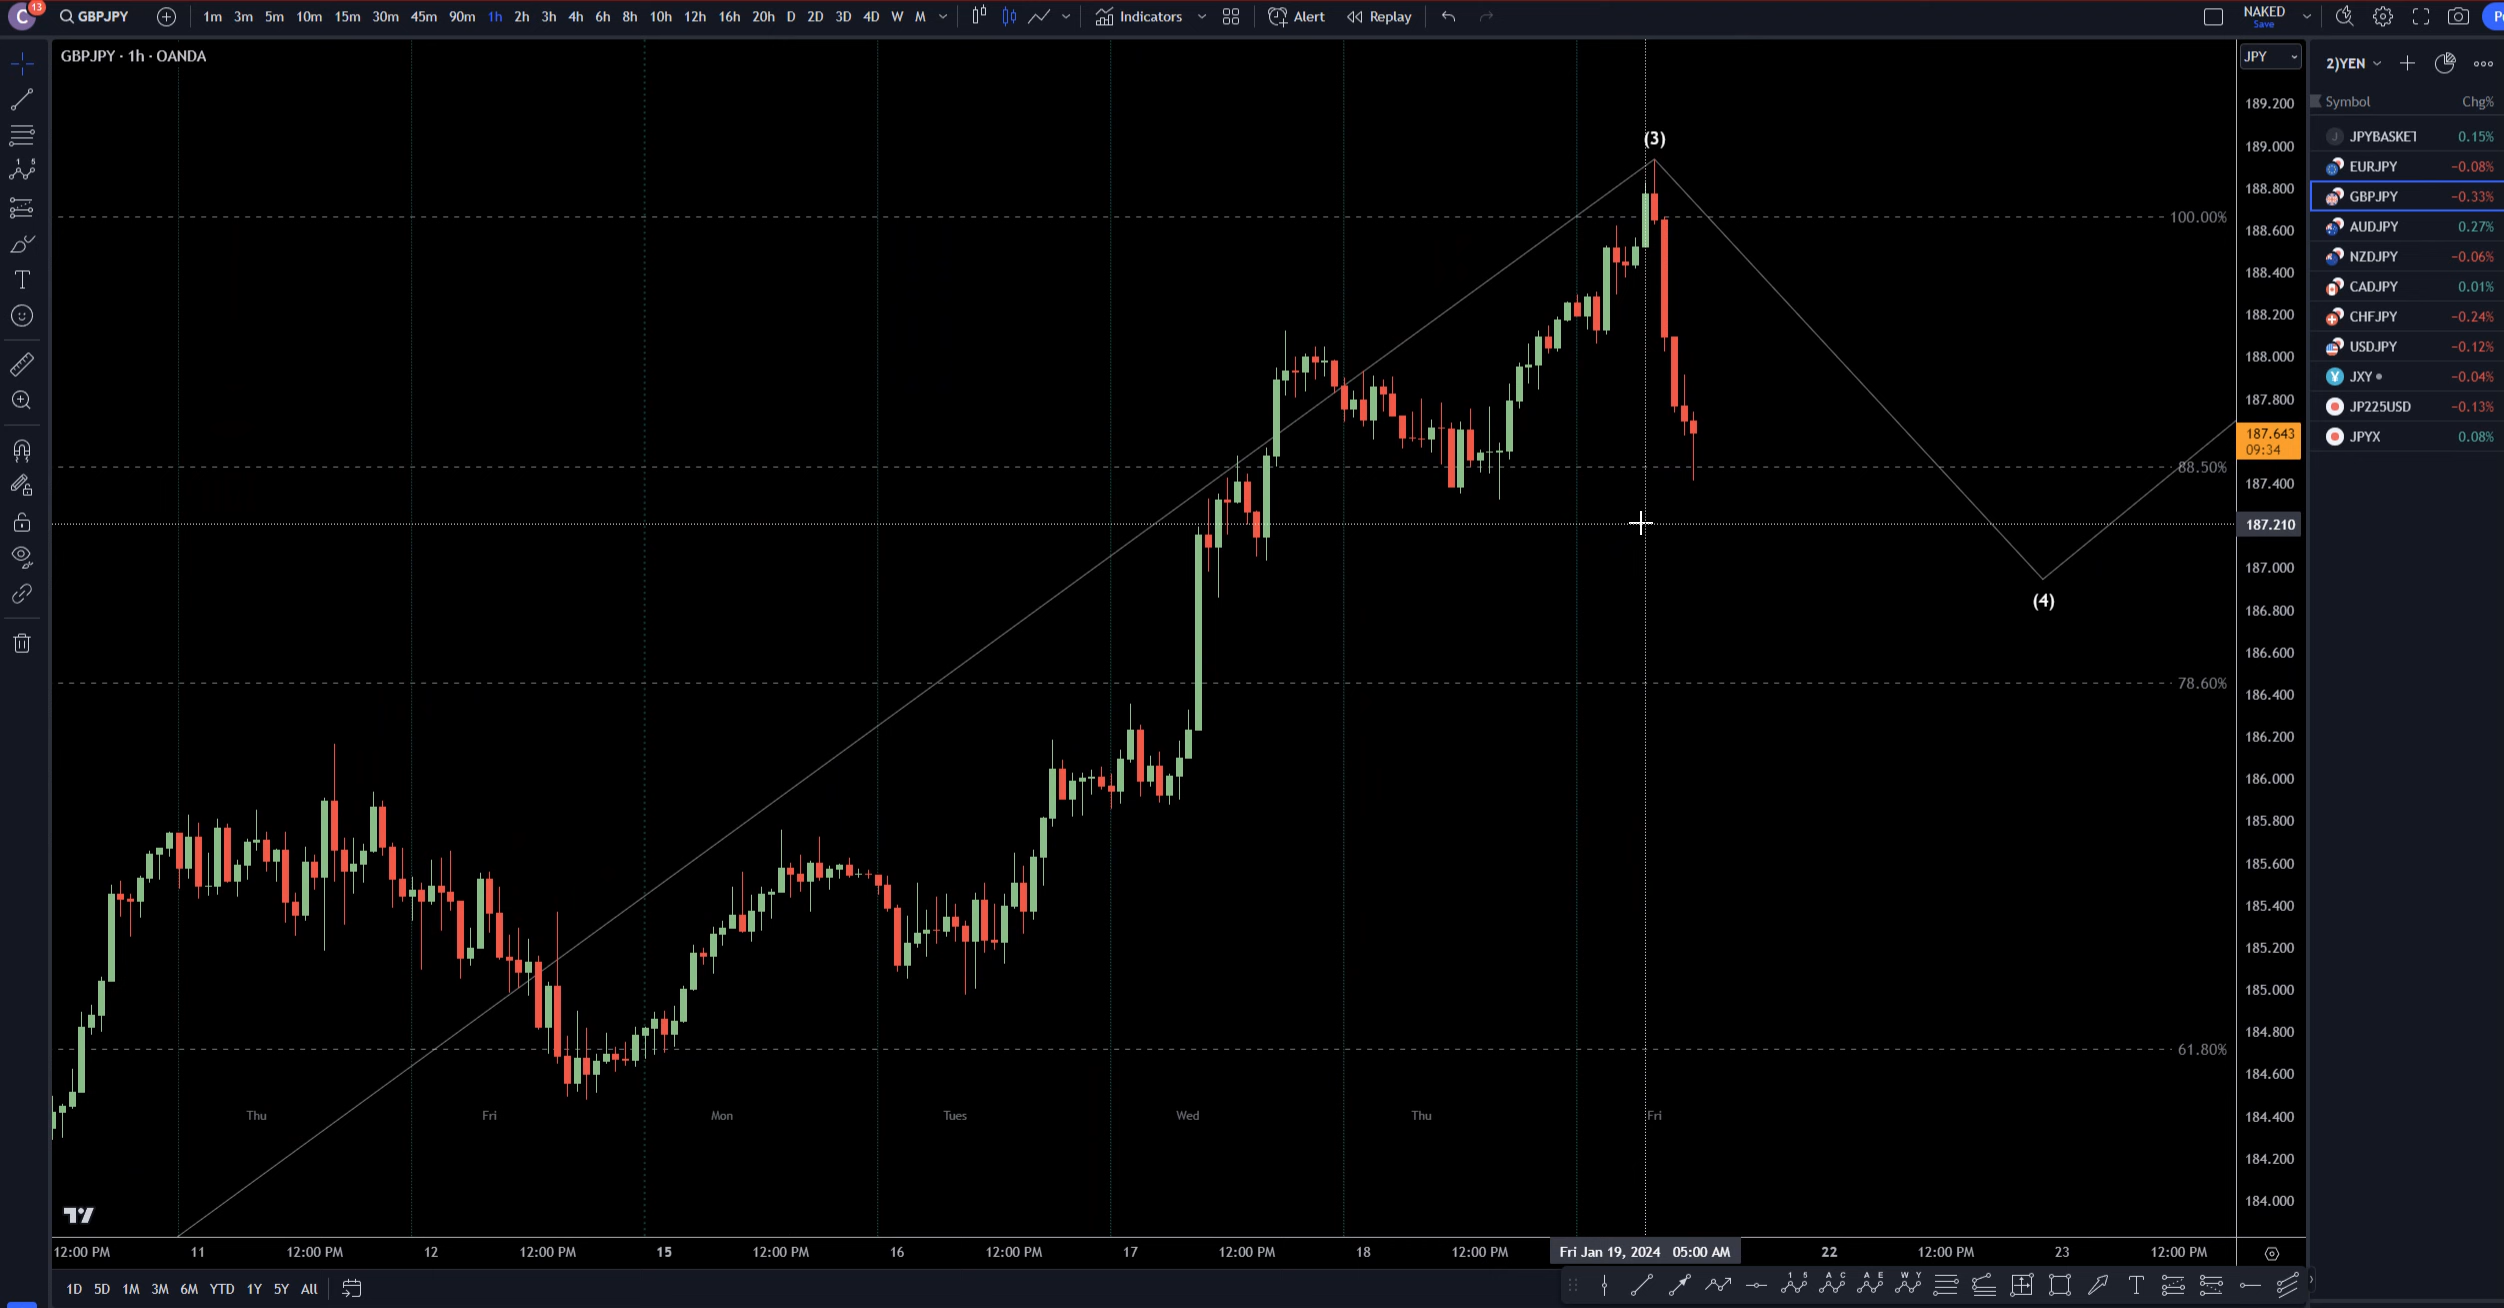 C 13 GBPJPY 1m 3m 5m 10m 15m 30m 45m 90m 1h 2h 3h 4h 6h 8h 10h 12h 16h 20h D 2D 3D 4D W M Indicators Alert Replay NAKED
Save
GBPJPY · 1h · OANDA
JPY
2)YEN
Symbol Chg%
JPYBASKET 0.15%
EURJPY −0.08%
GBPJPY −0.33%
AUDJPY 0.27%
NZDJPY −0.06%
CADJPY 0.01%
CHFJPY −0.24%
USDJPY −0.12%
JXY −0.04%
JP225USD −0.13%
JPYX 0.08%
189.200
189.000
188.800
188.600
188.400
188.200
188.000
187.800
187.643
09:34
187.400
187.210
187.000
186.800
186.600
186.400
186.200
186.000
185.800
185.600
185.400
185.200
185.000
184.800
184.600
184.400
184.200
184.000
(3)
100.00%
88.50%
(4)
78.60%
61.80%
Thu Fri Mon Tues Wed Thu Fri
12:00 PM 11 12:00 PM 12 12:00 PM 15 12:00 PM 16 12:00 PM 17 12:00 PM 18 12:00 PM Fri Jan 19, 2024 05:00 AM 22 12:00 PM 23 12:00 PM
1D 5D 1M 3M 6M YTD 1Y 5Y All